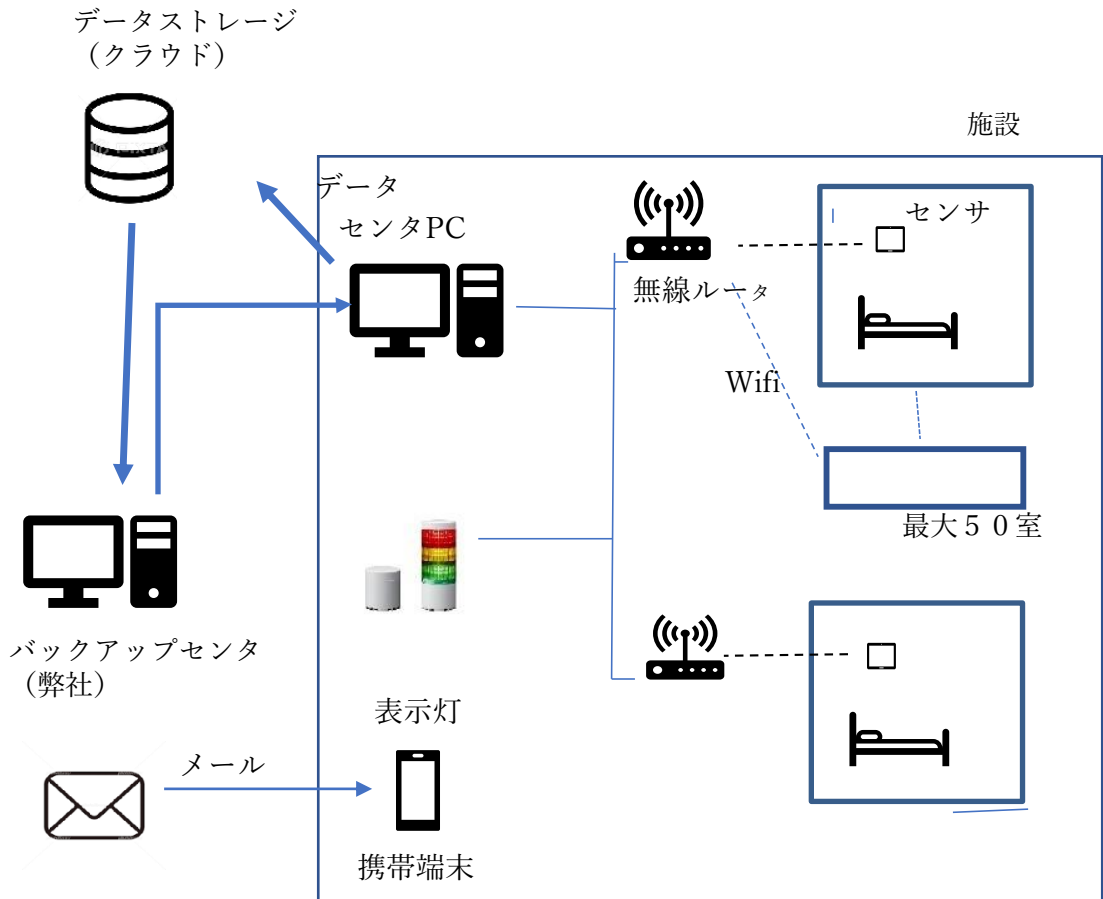 データストレージ
（クラウド）
施設
データ
センタPC
センサ
無線ルータ
Wifi
最大５０室
バックアップセンタ
（弊社）
表示灯
メール
携帯端末